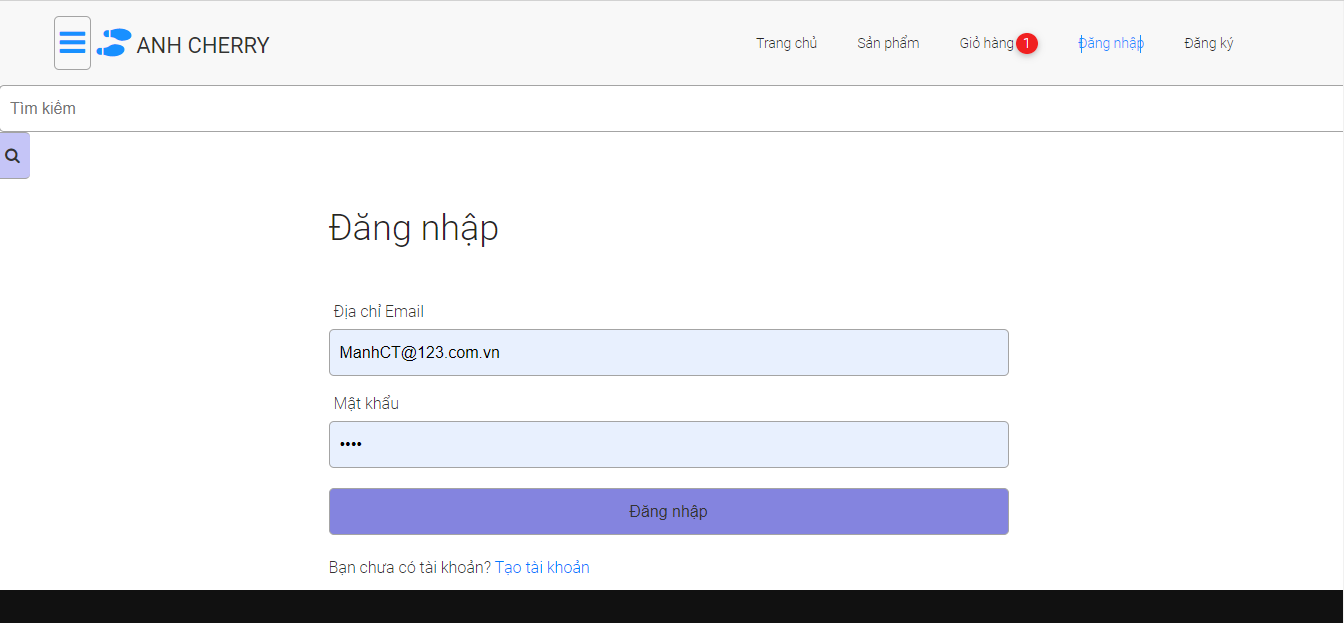 ANH CHERRY
Trang chủ
Sản phẩm
Giỏ hàng 1
Đăng nhập
Đăng ký
Tìm kiếm
Đăng nhập
Địa chỉ Email
ManhCT@123.com.vn
Mật khẩu
••••
Đăng nhập
Bạn chưa có tài khoản? Tạo tài khoản